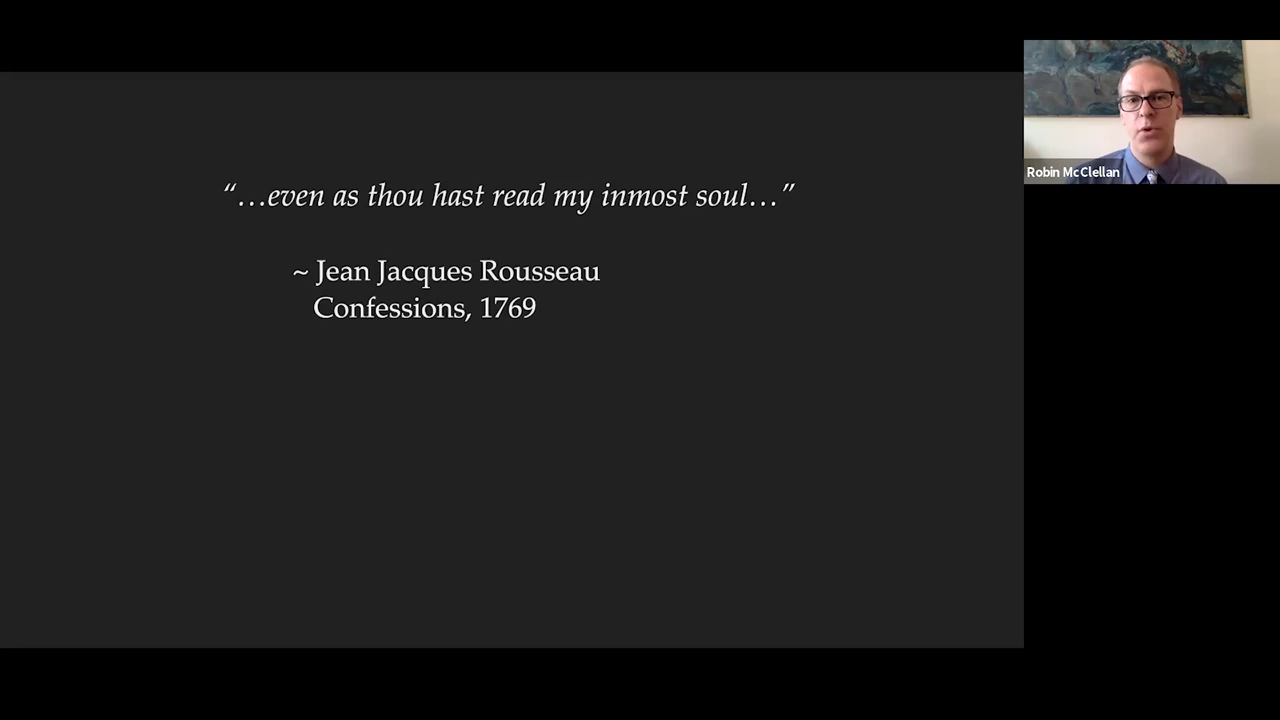 “…even as thou hast read my inmost soul…”
~ Jean Jacques Rousseau
Confessions, 1769
Robin McClellan